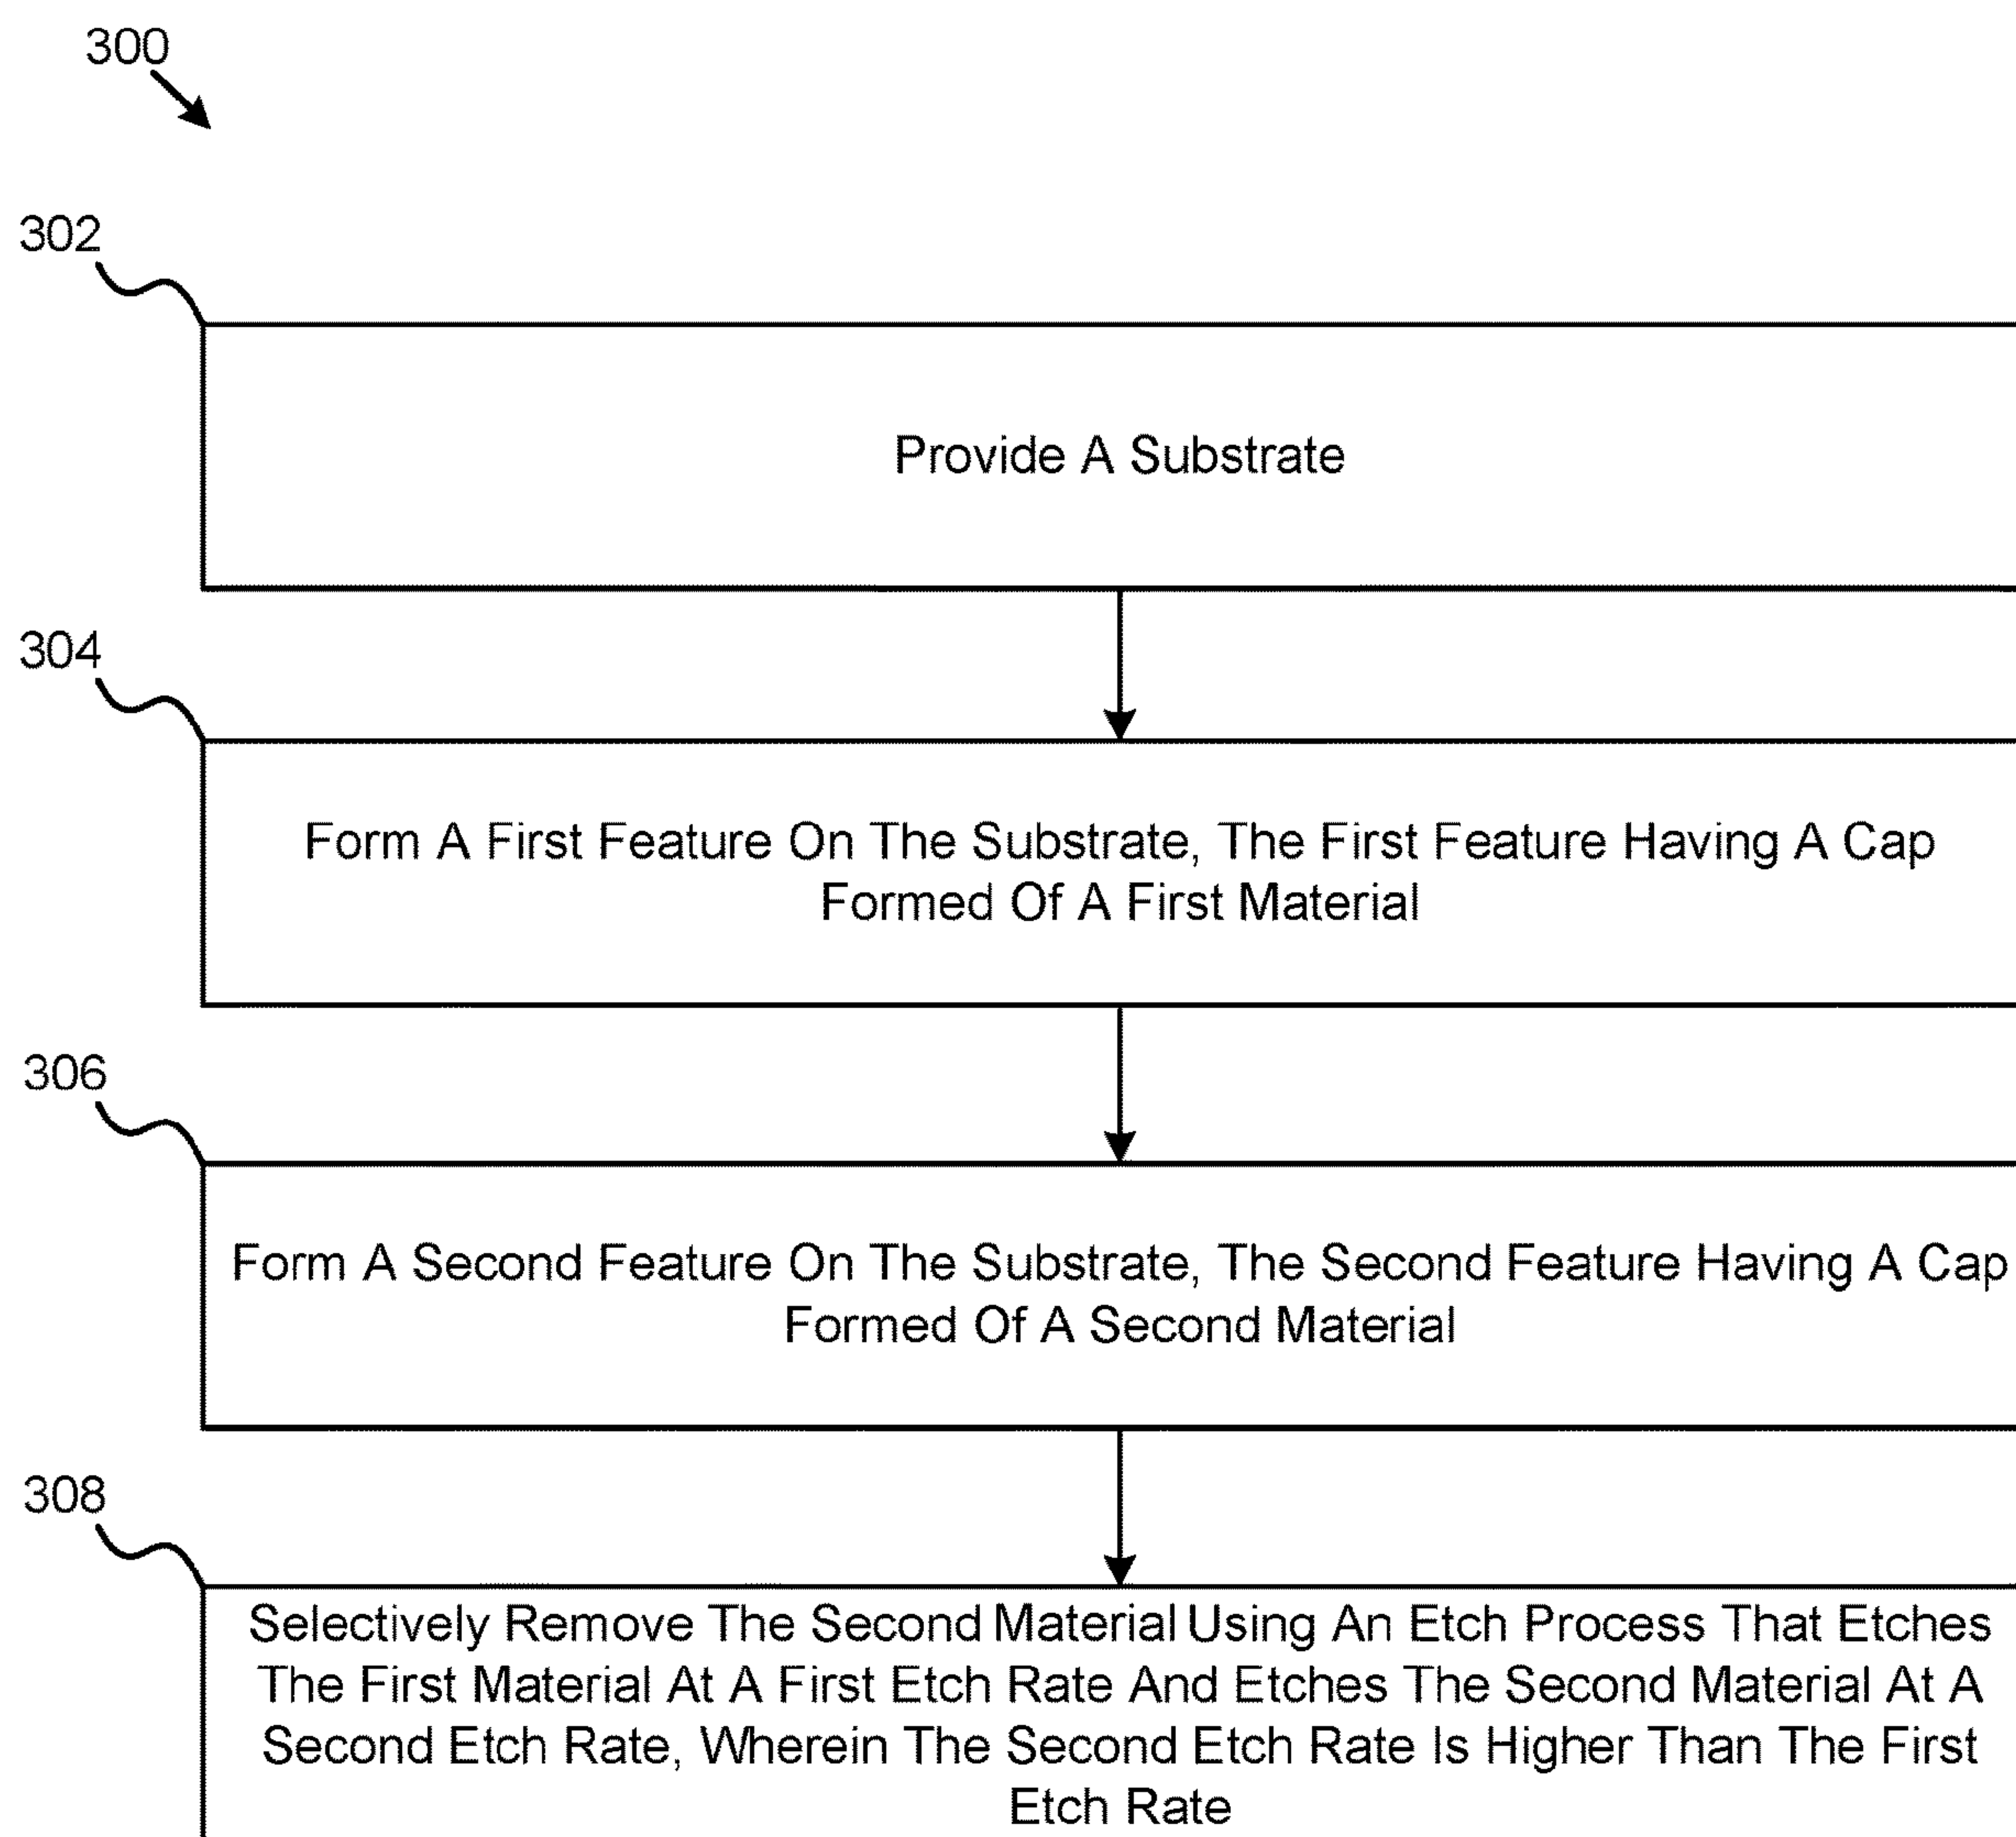 300
302
Provide A Substrate
304
Form A First Feature On The Substrate, The First Feature Having A Cap
Formed Of A First Material
306
Form A Second Feature On The Substrate, The Second Feature Having A Cap
Formed Of A Second Material
308
Selectively Remove The Second Material Using An Etch Process That Etches
The First Material At A First Etch Rate And Etches The Second Material At A
Second Etch Rate, Wherein The Second Etch Rate Is Higher Than The First
Etch Rate